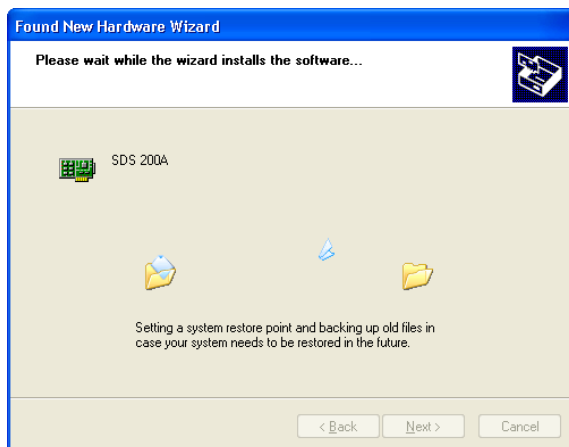 Found New Hardware Wizard
Please wait while the wizard installs the software...
SDS 200A
Setting a system restore point and backing up old files in
case your system needs to be restored in the future.
< Back
Next >
Cancel